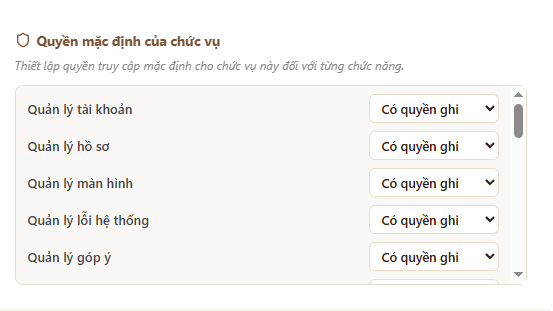 Quyền mặc định của chức vụ
Thiết lập quyền truy cập mặc định cho chức vụ này đối với từng chức năng.
Quản lý tài khoản Có quyền ghi
Quản lý hồ sơ Có quyền ghi
Quản lý màn hình Có quyền ghi
Quản lý lỗi hệ thống Có quyền ghi
Quản lý góp ý Có quyền ghi